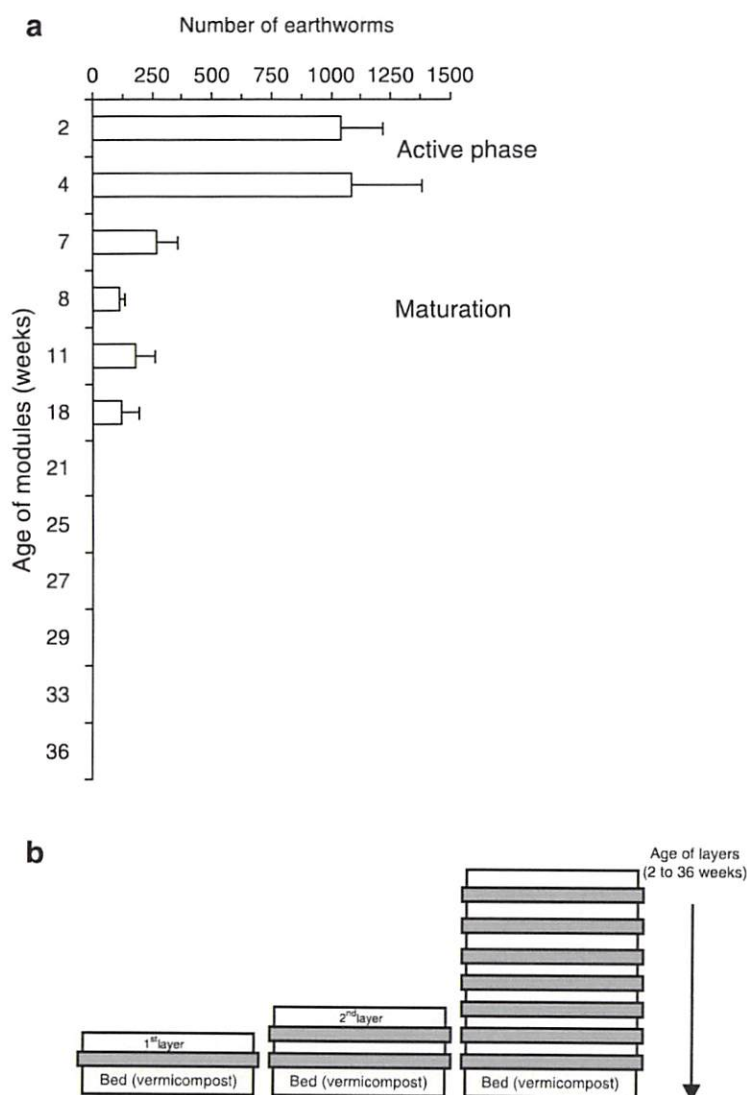 a
Number of earthworms
0 250 500 750 1000 1250 1500
2
Active phase
4
7
8
Maturation
11
18
21
25
27
29
33
36
Age of modules (weeks)
b
Age of layers
(2 to 36 weeks)
2nd layer
1st layer
Bed (vermicompost) Bed (vermicompost) Bed (vermicompost)